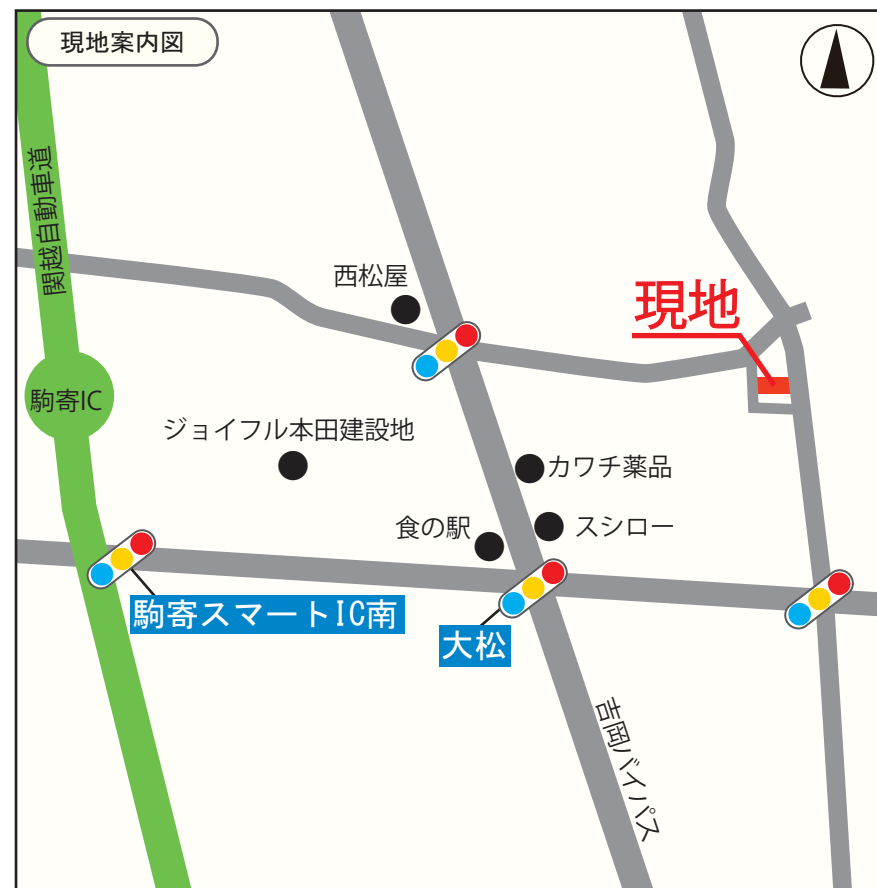 現地案内図
関越自動車道
西松屋
現地
駒寄IC
ジョイフル本田建設地
カワチ薬品
食の駅
スシロー
駒寄スマートIC南
大松
吉岡バイパス